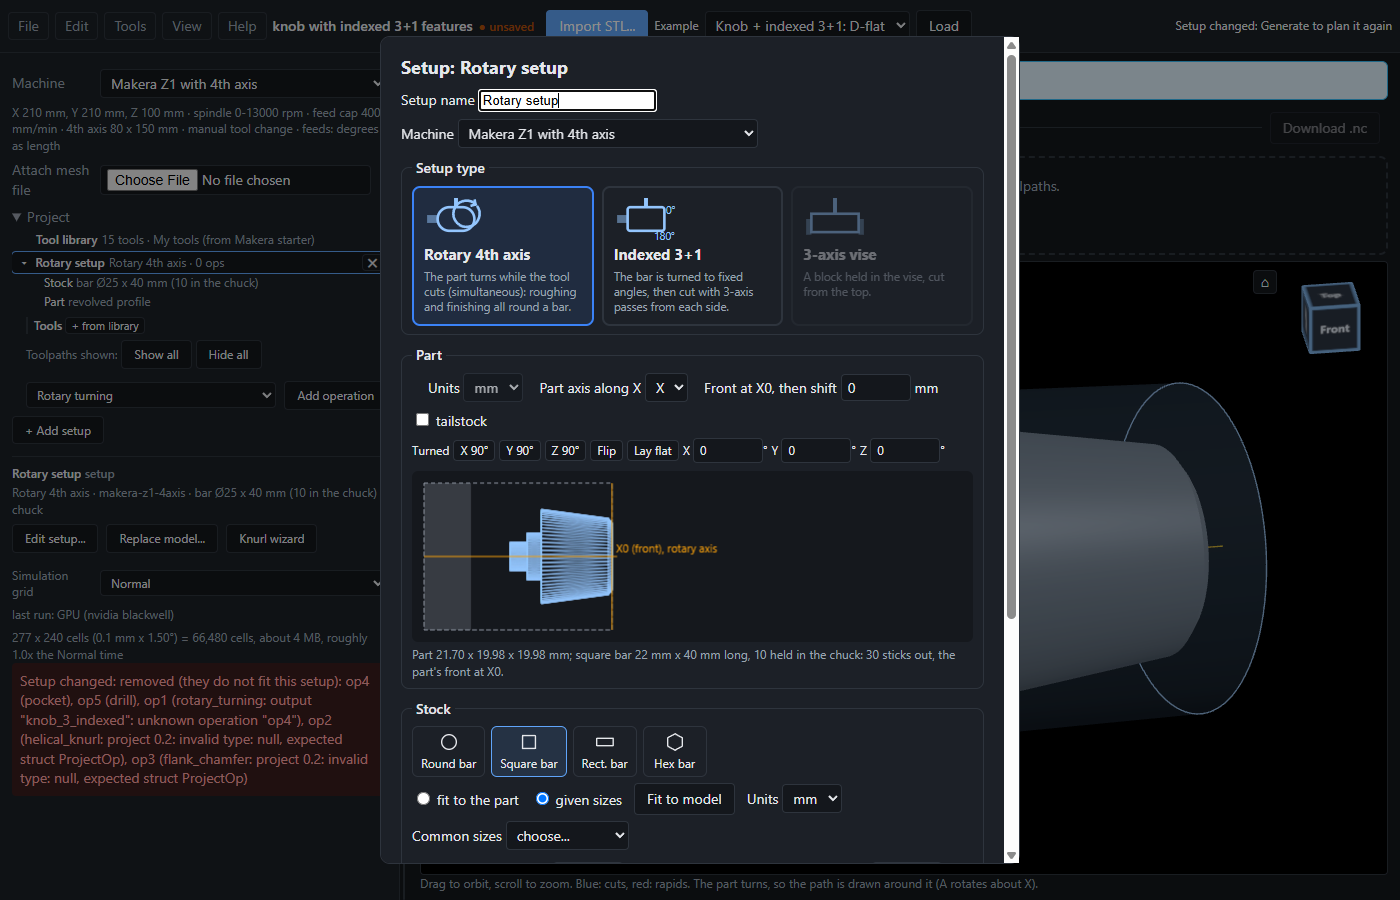 File Edit Tools View Help knob with indexed 3+1 features • unsaved Import STL... Example Knob + indexed 3+1: D-flat Load Setup changed: Generate to plan it again
Machine Makera Z1 with 4th axis
X 210 mm, Y 210 mm, Z 100 mm · spindle 0-13000 rpm · feed cap 400
mm/min · 4th axis 80 x 150 mm · manual tool change · feeds: degrees
as length
Attach mesh
file
Choose File No file chosen
Project
Tool library 15 tools · My tools (from Makera starter)
Rotary setup Rotary 4th axis · 0 ops
Stock bar Ø25 x 40 mm (10 in the chuck)
Part revolved profile
Tools + from library
Toolpaths shown: Show all Hide all
Rotary turning Add operation
+ Add setup
Rotary setup setup
Rotary 4th axis · makera-z1-4axis · bar Ø25 x 40 mm (10 in the chuck)
chuck
Edit setup... Replace model... Knurl wizard
Simulation
grid
Normal
last run: GPU (nvidia blackwell)
277 x 240 cells (0.1 mm x 1.50°) = 66,480 cells, about 4 MB, roughly
1.0x the Normal time
Setup changed: removed (they do not fit this setup): op4
(pocket), op5 (drill), op1 (rotary_turning: output
"knob_3_indexed": unknown operation "op4"), op2
(helical_knurl: project 0.2: invalid type: null, expected
struct ProjectOp), op3 (flank_chamfer: project 0.2: invalid
type: null, expected struct ProjectOp)
Setup: Rotary setup
Setup name Rotary setup
Machine Makera Z1 with 4th axis
Setup type
Rotary 4th axis
The part turns while the tool
cuts (simultaneous): roughing
and finishing all round a bar.
0°
180°
Indexed 3+1
The bar is turned to fixed
angles, then cut with 3-axis
passes from each side.
3-axis vise
A block held in the vise, cut
from the top.
Part
Units mm Part axis along X X Front at X0, then shift 0 mm
tailstock
Turned X 90° Y 90° Z 90° Flip Lay flat X 0 ° Y 0 ° Z 0 °
X0 (front), rotary axis
Part 21.70 x 19.98 x 19.98 mm; square bar 22 mm x 40 mm long, 10 held in the chuck: 30 sticks out, the
part's front at X0.
Stock
Round bar Square bar Rect. bar Hex bar
fit to the part given sizes Fit to model Units mm
Common sizes choose...
Download .nc
lpaths.
Top
Front
Drag to orbit, scroll to zoom. Blue: cuts, red: rapids. The part turns, so the path is drawn around it (A rotates about X).